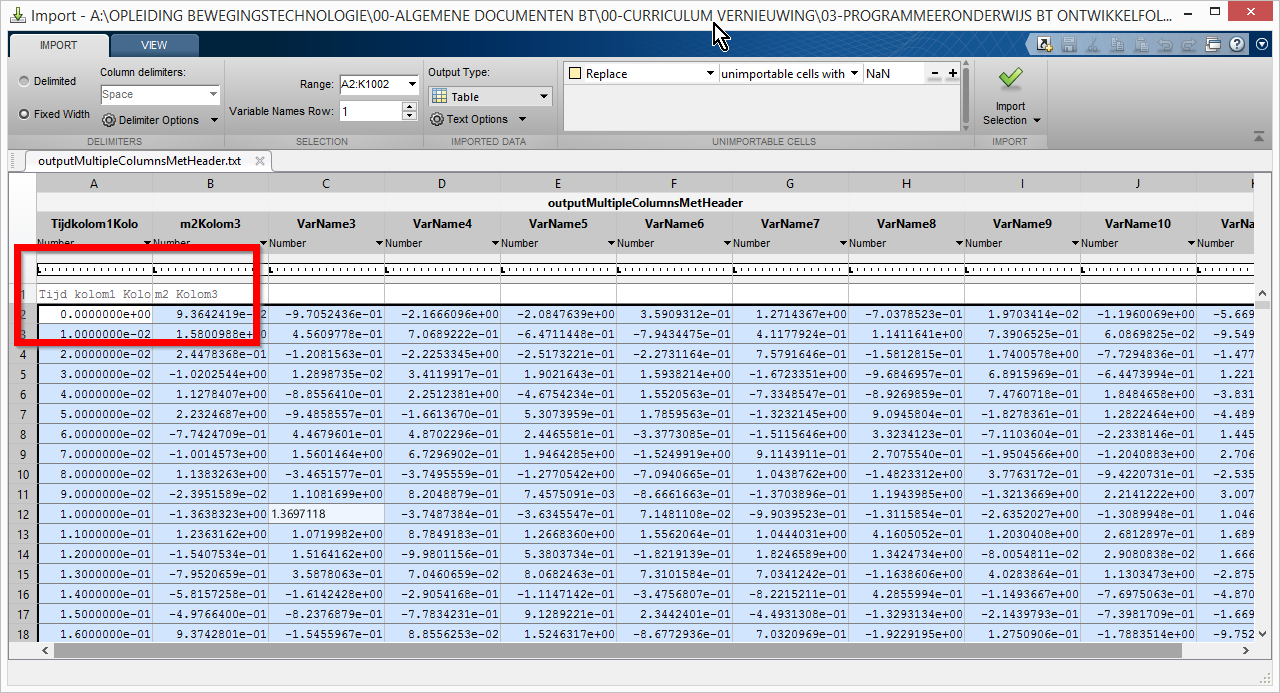 Import - A:\OPLEIDING BEWEGINGSTECHNOLOGIE\00-ALGEMENE DOCUMENTEN BT\00-CURRICULUM VERNIEUWING\03-PROGRAMMEERONDERWIJS BT ONTWIKKELFOL...
IMPORT VIEW
Delimited Column delimiters: Range: A2:K1002 Output Type: Replace unimportable cells with NaN
Space Table Import Selection
Fixed Width Delimiter Options Variable Names Row: 1 Text Options
DELIMITERS SELECTION IMPORTED DATA UNIMPORTABLE CELLS IMPORT
outputMultipleColumnsMetHeader.txt
A B C D E F G H I J
outputMultipleColumnsMetHeader
Tijdkolom1Kolo m2Kolom3 VarName3 VarName4 VarName5 VarName6 VarName7 VarName8 VarName9 VarName10 VarNa
Number Number Number Number Number Number Number Number Number Number Number
1 Tijd kolom1 Kolo m2 Kolom3
2 0.0000000e+00 9.3642419e-02 -9.7052436e-01 -2.1666096e+00 -2.0847639e+00 3.5909312e-01 1.2714367e+00 -7.0378523e-01 1.9703414e-02 -1.1960069e+00 -5.669
3 1.0000000e-02 1.5800988e+00 4.5609778e-01 7.0689222e-01 -6.4711448e-01 -7.9434475e-01 4.1177924e-01 1.1411641e+00 7.3906525e-01 6.0869825e-02 -9.549
4 2.0000000e-02 2.4478368e-01 -1.2081563e-01 -2.2253345e+00 -2.5173221e-01 -2.2731164e-01 7.5791646e-01 -1.5812815e-01 1.7400578e+00 -7.7294836e-01 -1.477
5 3.0000000e-02 -1.0202544e+00 1.2898735e-02 3.4119917e-01 1.9021643e-01 1.5938214e+00 -1.6723351e+00 -9.6846957e-01 6.8915969e-01 -6.4473994e-01 1.221
6 4.0000000e-02 1.1278407e+00 -8.8556410e-01 2.2512381e+00 -4.6754234e-01 1.5520563e-01 -7.3348547e-01 -8.9269859e-01 7.4760718e-01 1.8484658e+00 -3.831
7 5.0000000e-02 2.2324687e+00 -9.4858557e-01 -1.6613670e-01 5.3073959e-01 1.7859563e-01 -1.3232145e+00 9.0945804e-01 -1.8278361e-01 1.2822464e+00 -4.489
8 6.0000000e-02 -7.7424709e-01 4.4679601e-01 4.8702296e-01 2.4465581e-01 -3.3773085e-01 -1.5115646e+00 3.3234123e-01 -7.1103604e-01 -2.2338146e-01 1.445
9 7.0000000e-02 -1.0014573e+00 1.5601464e+00 6.7296902e-01 1.9464285e-01 -1.5249919e+00 9.1143911e-01 2.7075540e-01 -1.9504566e+00 -1.2040883e+00 2.706
10 8.0000000e-02 1.1383263e+00 -3.4651577e-01 -3.7495559e-01 -1.2770542e+00 -7.0940665e-01 1.0438762e+00 -1.4823312e+00 3.7763172e-01 -9.4220731e-01 -2.535
11 9.0000000e-02 -2.3951589e-02 1.1081699e+00 8.2048879e-01 7.4575091e-03 -8.6661663e-01 -1.3703896e-01 1.1943985e+00 -1.3213669e+00 2.2141222e+00 3.007
12 1.0000000e-01 -1.3638323e+00 1.3697118 -3.7487384e-01 -3.6345547e-01 7.1481108e-02 -9.9039523e-01 -1.3115854e-01 -2.6352027e+00 -1.3089948e-01 1.046
13 1.1000000e-01 1.2363162e+00 1.0719982e+00 8.7849183e-01 1.2668360e+00 1.5562064e-01 1.0444031e+00 4.1605052e-01 1.2030408e+00 2.6812897e-01 1.689
14 1.2000000e-01 -1.5407534e-01 1.5164162e+00 -9.9801156e-01 5.3803734e-01 -1.8219139e-01 1.8246589e+00 1.3424734e+00 -8.0054811e-02 2.9080838e-02 1.666
15 1.3000000e-01 -7.9520659e-01 3.5878063e-01 7.0460659e-02 8.0682463e-01 7.3101584e-01 7.0341242e-01 -1.1638606e+00 4.0283864e-01 1.1303473e+00 -2.875
16 1.4000000e-01 -5.8157258e-01 -1.6142428e+00 -2.9054168e-01 -1.1147142e-01 -3.4756807e-01 -8.2215211e-01 4.2855994e-01 -1.1493667e+00 -7.6975063e-01 -4.870
17 1.5000000e-01 -4.9766400e-01 -8.2376879e-01 -7.7834231e-01 9.1289221e-01 2.3442401e-01 -4.4931308e-01 -1.3293134e-01 -2.1439793e-01 -7.3981709e-01 -1.669
18 1.6000000e-01 9.3742801e-01 -1.5455967e-01 8.8556253e-02 1.5246317e+00 -8.6772936e-01 7.0320969e-01 -1.9229195e+00 1.2750906e-01 -1.7883514e+00 -9.752